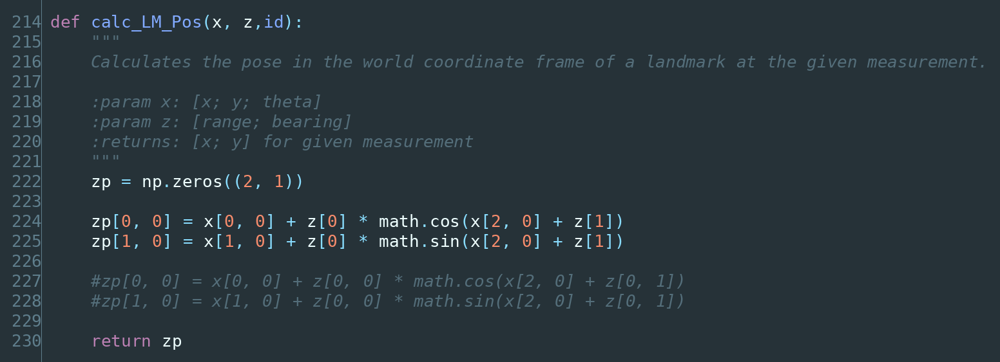 214 def calc_LM_Pos(x, z,id):
215     """
216     Calculates the pose in the world coordinate frame of a landmark at the given measurement.
217
218     :param x: [x; y; theta]
219     :param z: [range; bearing]
220     :returns: [x; y] for given measurement
221     """
222     zp = np.zeros((2, 1))
223
224     zp[0, 0] = x[0, 0] + z[0] * math.cos(x[2, 0] + z[1])
225     zp[1, 0] = x[1, 0] + z[0] * math.sin(x[2, 0] + z[1])
226
227     #zp[0, 0] = x[0, 0] + z[0, 0] * math.cos(x[2, 0] + z[0, 1])
228     #zp[1, 0] = x[1, 0] + z[0, 0] * math.sin(x[2, 0] + z[0, 1])
229
230     return zp